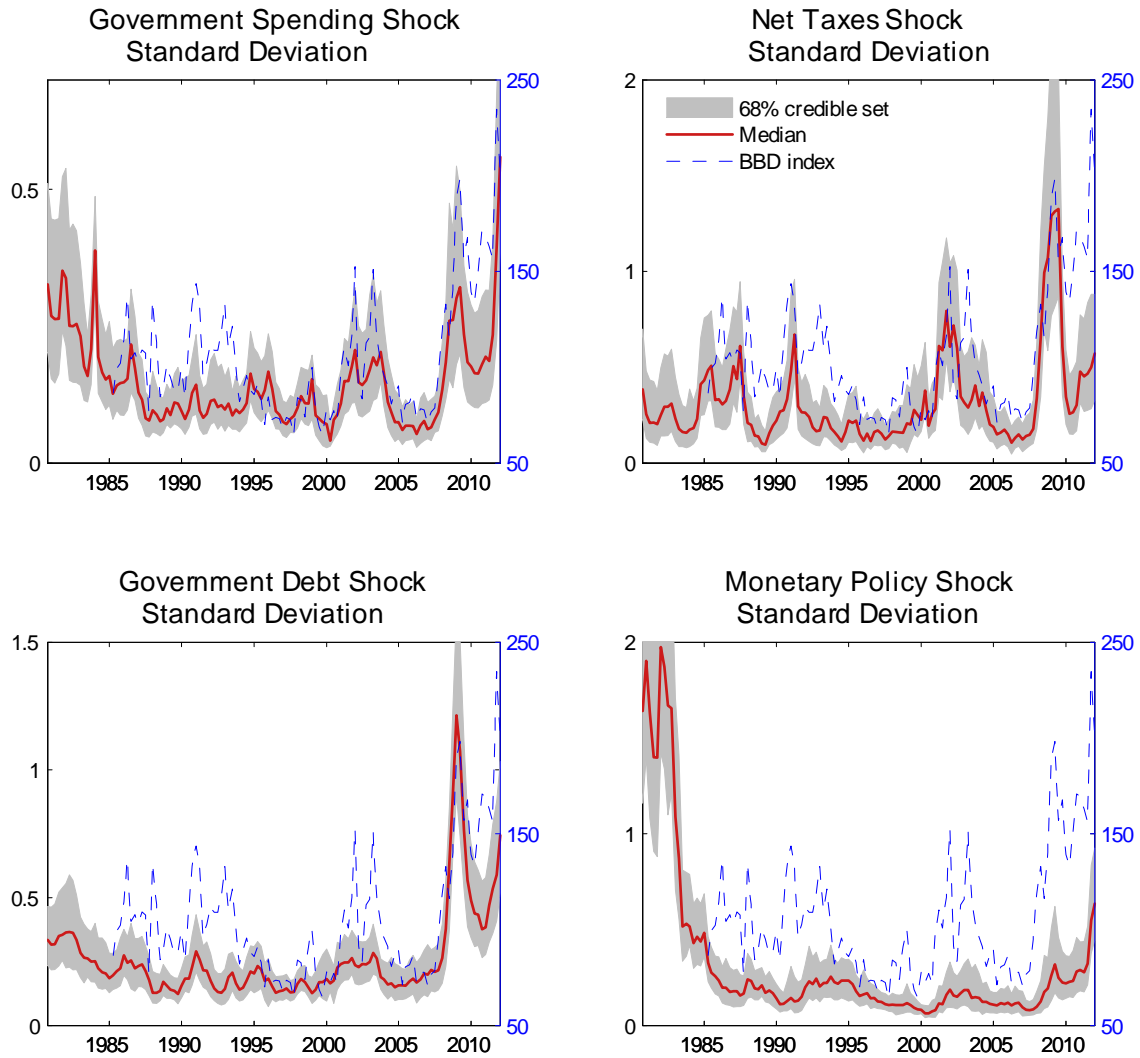 Government Spending Shock
Standard Deviation
0
0.5
50
150
250
1985 1990 1995 2000 2005 2010
Net Taxes Shock
Standard Deviation
0
1
2
50
150
250
1985 1990 1995 2000 2005 2010
68% credible set
Median
BBD index
Government Debt Shock
Standard Deviation
0
0.5
1
1.5
50
150
250
1985 1990 1995 2000 2005 2010
Monetary Policy Shock
Standard Deviation
0
1
2
50
150
250
1985 1990 1995 2000 2005 2010